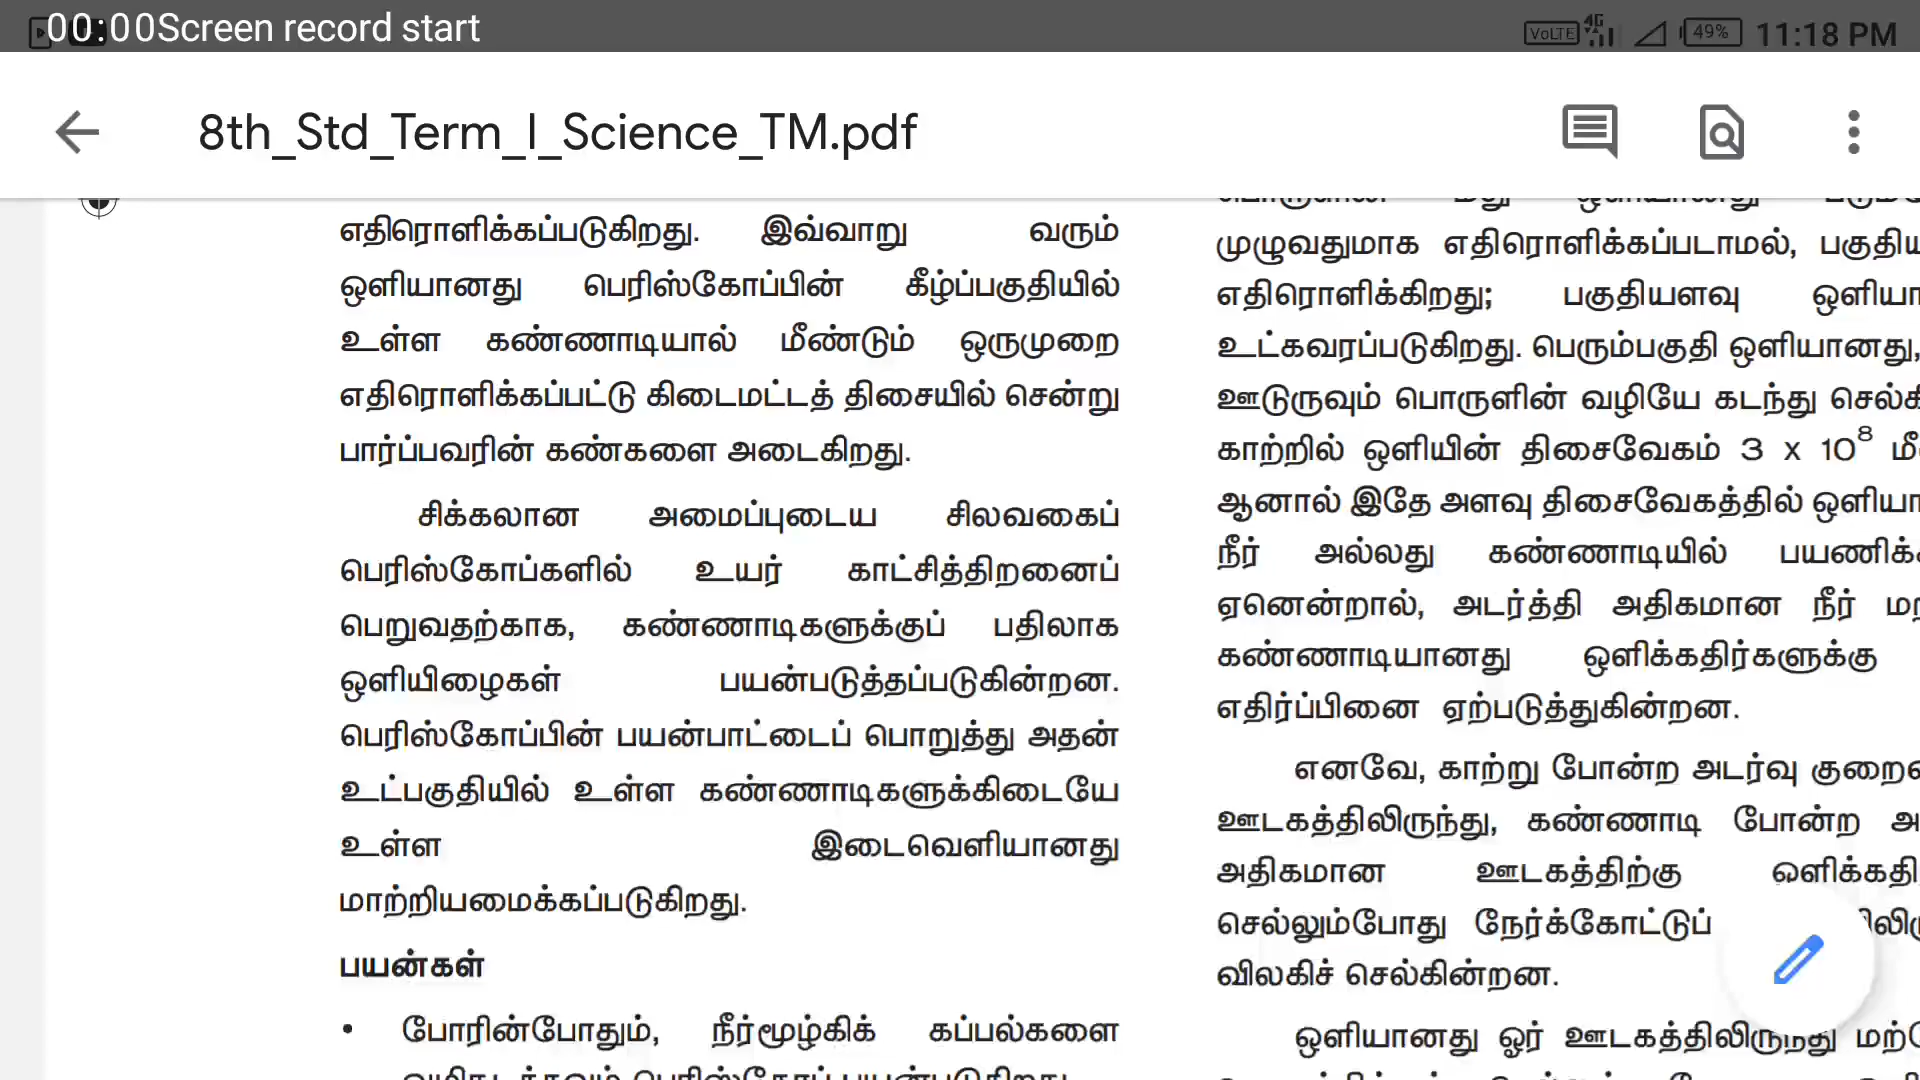 00:00Screen record start
VoLTE 4G 49% 11:18 PM
8th_Std_Term_I_Science_TM.pdf
எதிரொளிக்கப்படுகிறது. இவ்வாறு வரும்
ஒளியானது பெரிஸ்கோப்பின் கீழ்ப்பகுதியில்
உள்ள கண்ணாடியால் மீண்டும் ஒருமுறை
எதிரொளிக்கப்பட்டு கிடைமட்டத் திசையில் சென்று
பார்ப்பவரின் கண்களை அடைகிறது.
சிக்கலான அமைப்புடைய சிலவகைப்
பெரிஸ்கோப்களில் உயர் காட்சித்திறனைப்
பெறுவதற்காக, கண்ணாடிகளுக்குப் பதிலாக
ஒளியிழைகள் பயன்படுத்தப்படுகின்றன.
பெரிஸ்கோப்பின் பயன்பாட்டைப் பொறுத்து அதன்
உட்பகுதியில் உள்ள கண்ணாடிகளுக்கிடையே
உள்ள இடைவெளியானது
மாற்றியமைக்கப்படுகிறது.
பயன்கள்
• போரின்போதும், நீர்மூழ்கிக் கப்பல்களை
முழுவதுமாக எதிரொளிக்கப்படாமல்,
எதிரொளிக்கிறது; பகுதியளவு
உட்கவரப்படுகிறது. பெரும்பகுதி ஒளியானது,
ஊடுருவும் பொருளின் வழியே கடந்து
காற்றில் ஒளியின் திசைவேகம் 3 x 10⁸
ஆனால் இதே அளவு திசைவேகத்தில்
நீர் அல்லது கண்ணாடியில்
ஏனென்றால், அடர்த்தி அதிகமான நீர்
கண்ணாடியானது ஒளிக்கதிர்களுக்கு
எதிர்ப்பினை ஏற்படுத்துகின்றன.
எனவே, காற்று போன்ற அடர்வு
ஊடகத்திலிருந்து, கண்ணாடி போன்ற
அதிகமான ஊடகத்திற்கு
செல்லும்போது நேர்க்கோட்டுப்
விலகிச் செல்கின்றன.
ஒளியானது ஓர் ஊடகத்திலிருந்து